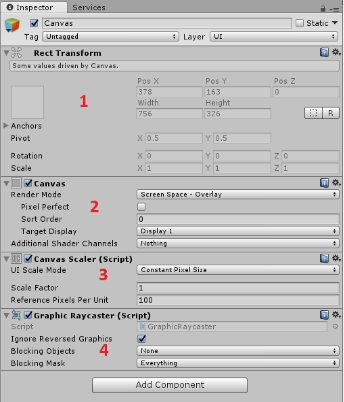 Inspector Services
Canvas Static
Tag Untagged Layer UI
Rect Transform
Some values driven by Canvas.
Pos X Pos Y Pos Z
378 163 0
Width Height
756 326
R
1
Anchors
Pivot X 0.5 Y 0.5
Rotation X 0 Y 0 Z 0
Scale X 1 Y 1 Z 1
Canvas
Render Mode Screen Space - Overlay
Pixel Perfect
2
Sort Order 0
Target Display Display 1
Additional Shader Channels Nothing
Canvas Scaler (Script)
UI Scale Mode Constant Pixel Size
3
Scale Factor 1
Reference Pixels Per Unit 100
Graphic Raycaster (Script)
Script GraphicRaycaster
Ignore Reversed Graphics
4
Blocking Objects None
Blocking Mask Everything
Add Component